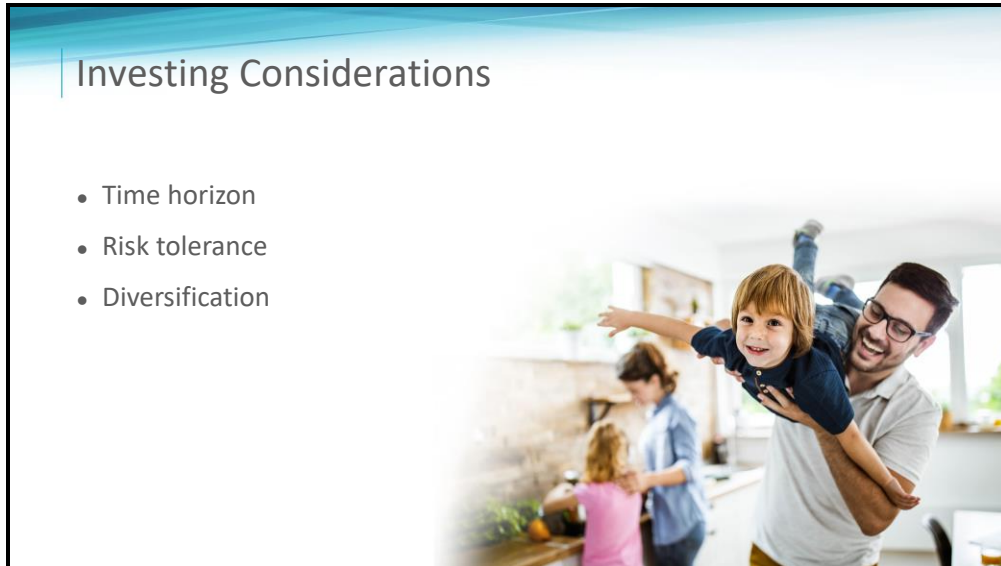 Investing Considerations
• Time horizon
• Risk tolerance
• Diversification